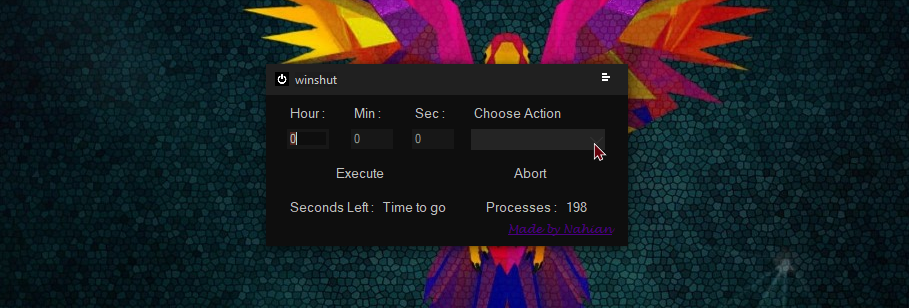 winshut
Hour : Min : Sec : Choose Action
0 0 0
Execute Abort
Seconds Left : Time to go Processes : 198
Made by Nahian